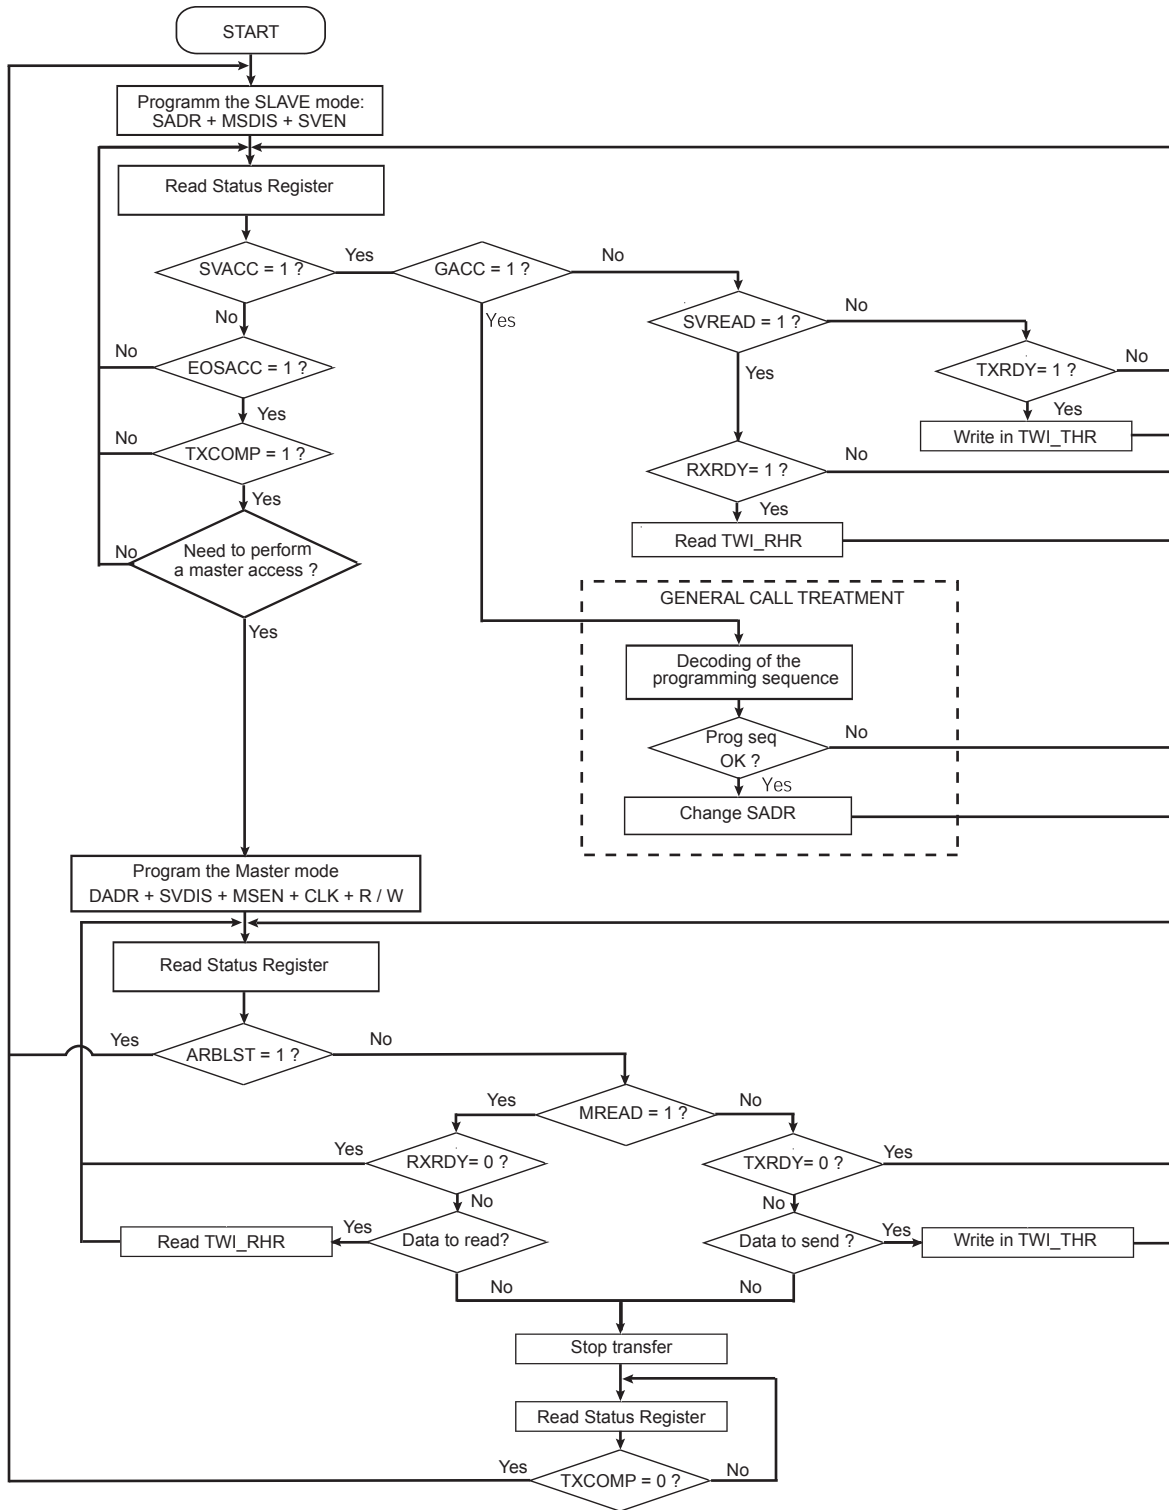 START
Programm the SLAVE mode:
SADR + MSDIS + SVEN
Read Status Register
SVACC = 1 ?
Yes
GACC = 1 ?
No
No
Yes
SVREAD = 1 ?
No
Yes
TXRDY= 1 ?
No
Yes
Write in TWI_THR
No
EOSACC = 1 ?
Yes
No
TXCOMP = 1 ?
Yes
RXRDY= 1 ?
No
Yes
Read TWI_RHR
No
Need to perform
a master access ?
Yes
GENERAL CALL TREATMENT
Decoding of the
programming sequence
Prog seq
OK ?
No
Yes
Change SADR
Program the Master mode
DADR + SVDIS + MSEN + CLK + R / W
Read Status Register
Yes
ARBLST = 1 ?
No
Yes
MREAD = 1 ?
No
Yes
RXRDY= 0 ?
No
TXRDY= 0 ?
Yes
No
Read TWI_RHR
Yes
Data to read?
No
Data to send ?
Yes
Write in TWI_THR
No
Stop transfer
Read Status Register
Yes
TXCOMP = 0 ?
No